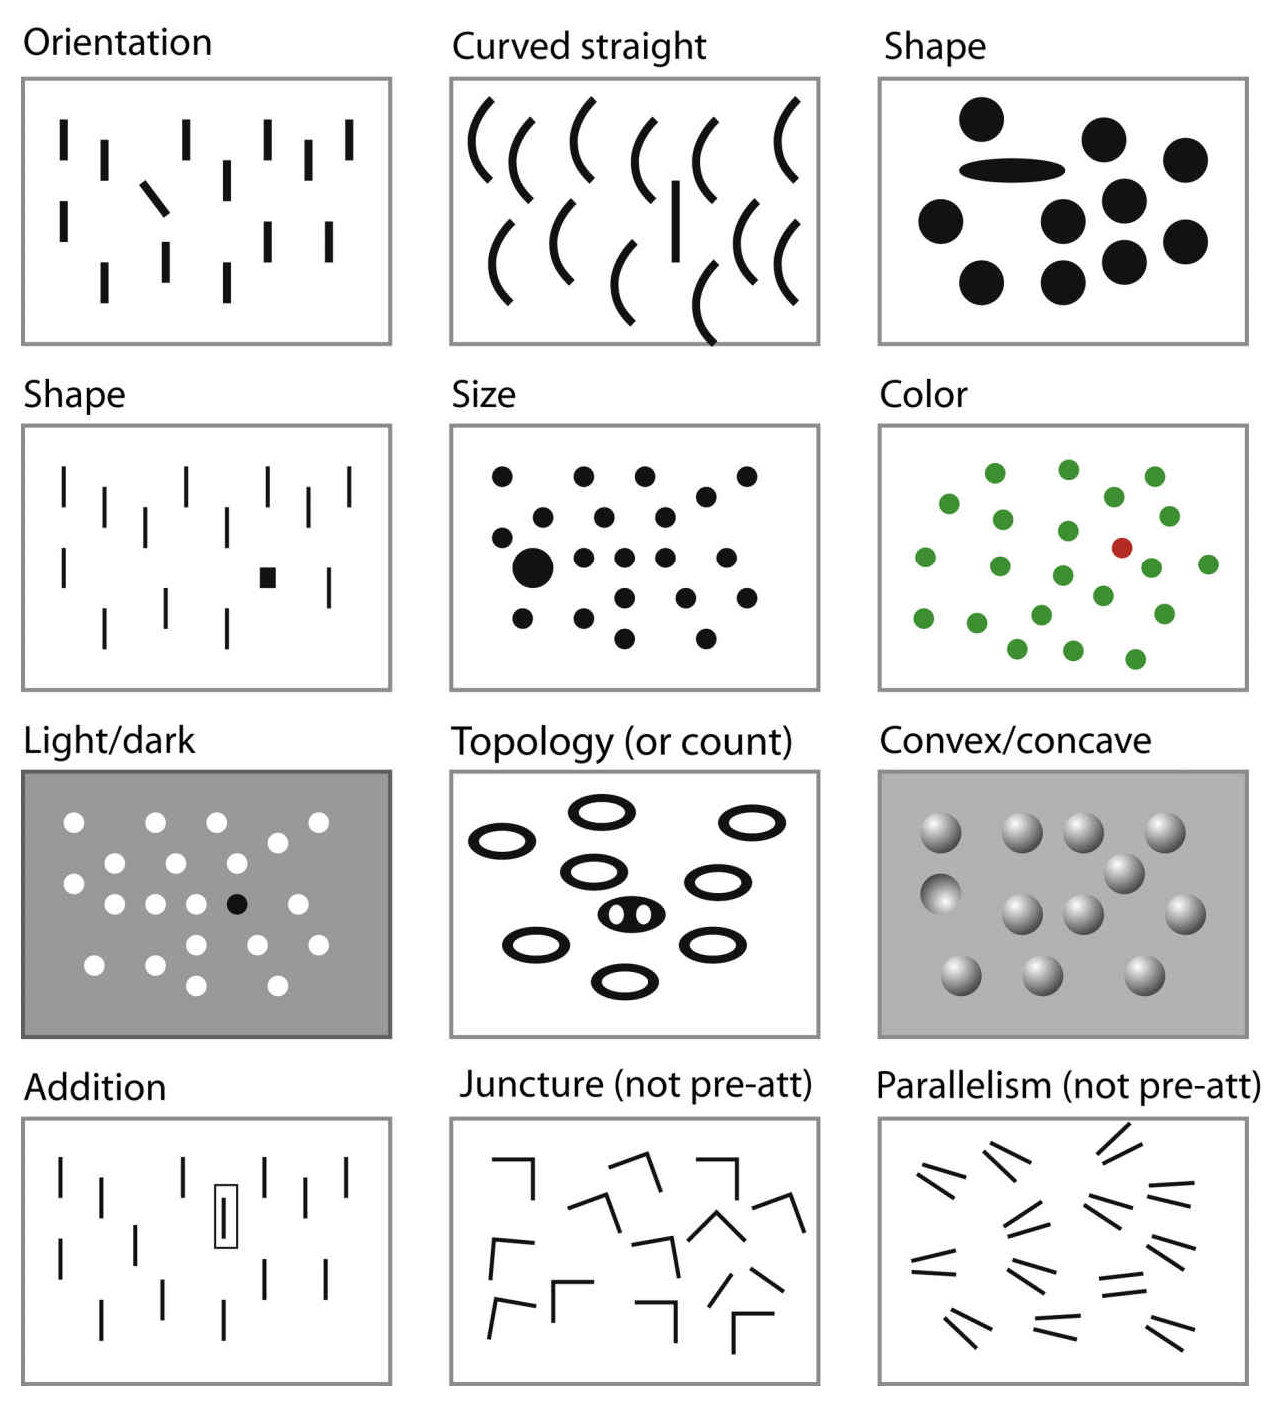 Orientation
Curved straight
Shape
Shape
Size
Color
Light/dark
Topology (or count)
Convex/concave
Addition
Juncture (not pre-att)
Parallelism (not pre-att)